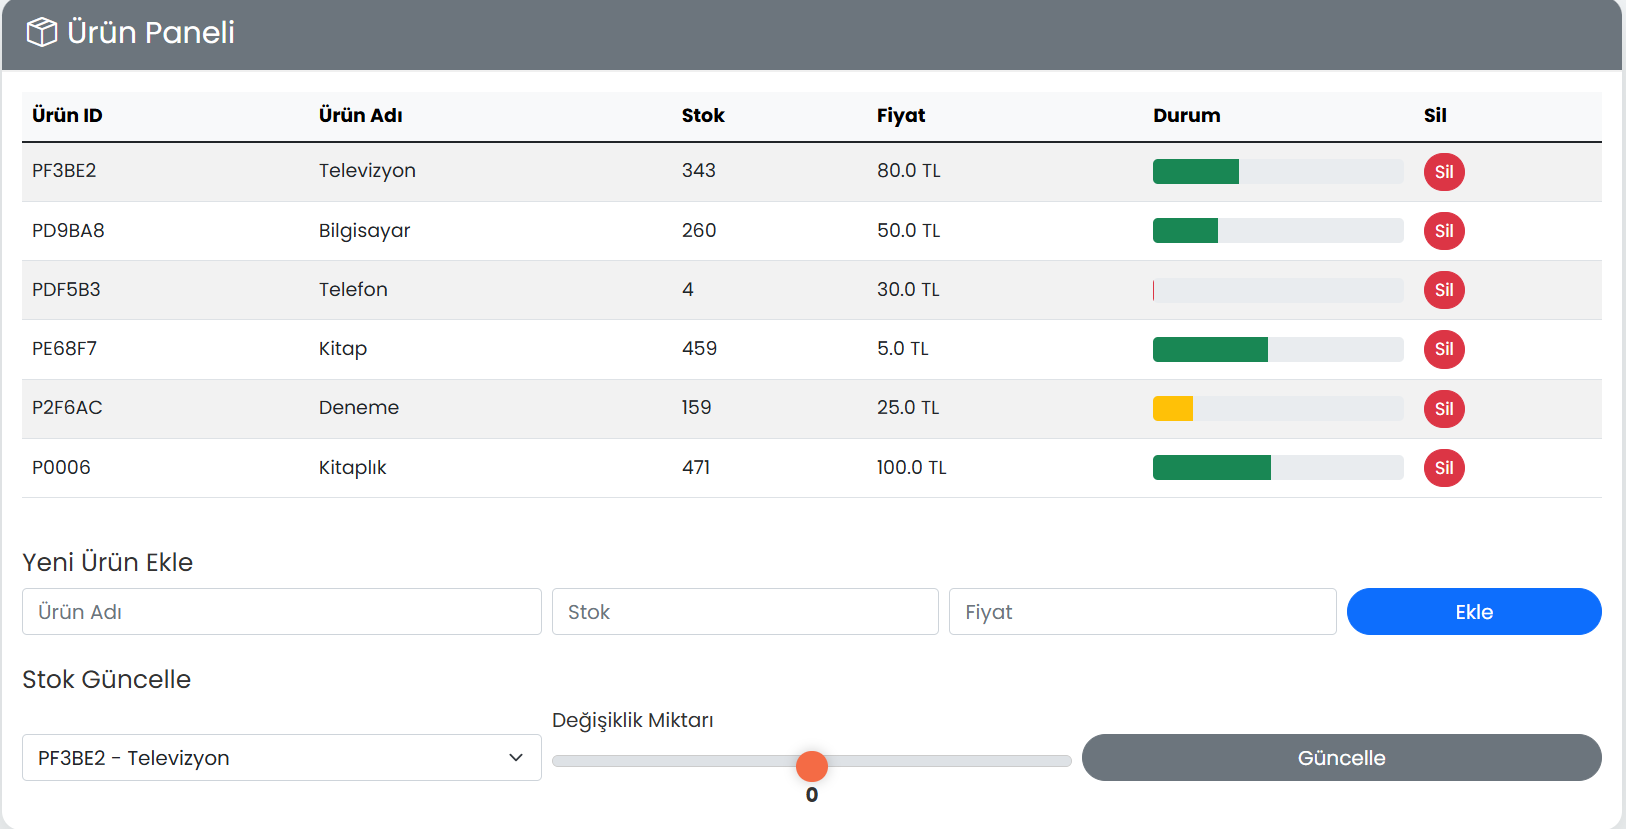 Ürün Paneli
Ürün ID Ürün Adı Stok Fiyat Durum Sil
PF3BE2 Televizyon 343 80.0 TL Sil
PD9BA8 Bilgisayar 260 50.0 TL Sil
PDF5B3 Telefon 4 30.0 TL Sil
PE68F7 Kitap 459 5.0 TL Sil
P2F6AC Deneme 159 25.0 TL Sil
P0006 Kitaplık 471 100.0 TL Sil
Yeni Ürün Ekle
Ürün Adı Stok Fiyat Ekle
Stok Güncelle
Değişiklik Miktarı
PF3BE2 - Televizyon Güncelle
0